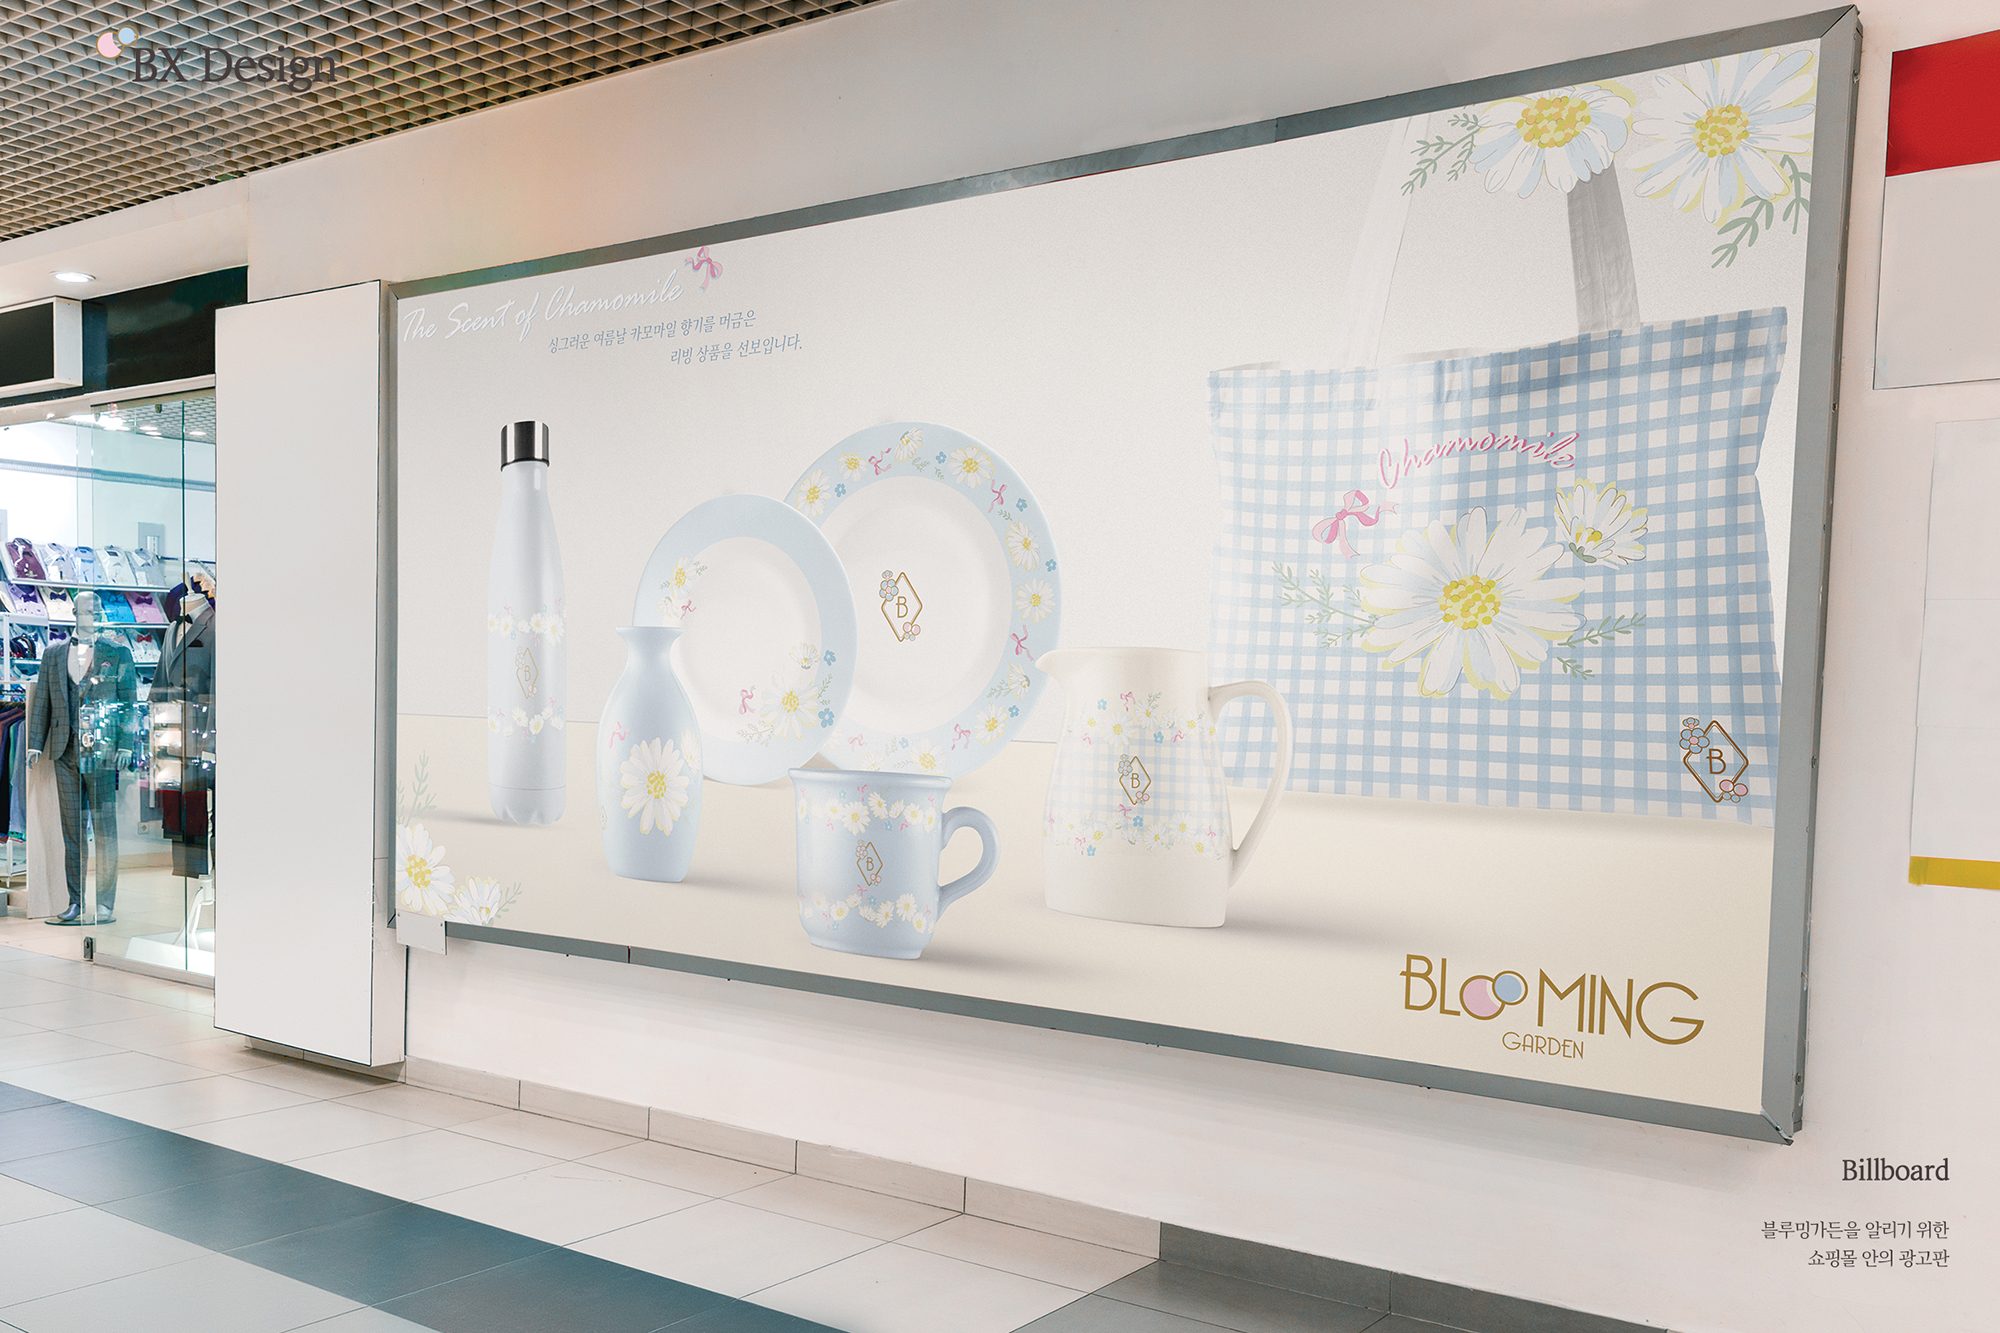 BX Design
The Scent of Chamomile
싱그러운 여름날 카모마일 향기를 머금은
리빙 상품을 선보입니다.
Chamomile
B
B
B
B
B
BLOOMING
GARDEN
Billboard
블루밍가든을 알리기 위한
쇼핑몰 안의 광고판